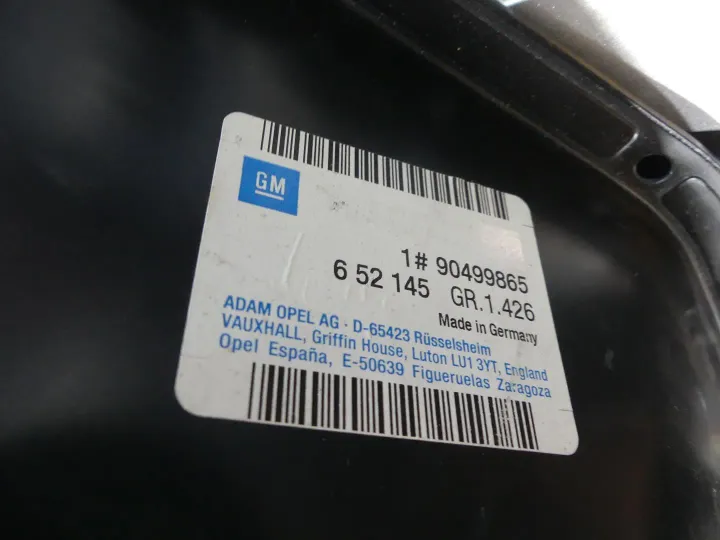 GM
1# 90499865
6 52 145 GR.1.426
Made in Germany
ADAM OPEL AG - D-65423 Rüsselsheim
VAUXHALL, Griffin House, Luton LU1 3YT, England
Opel España, E-50639 Figueruelas Zaragoza